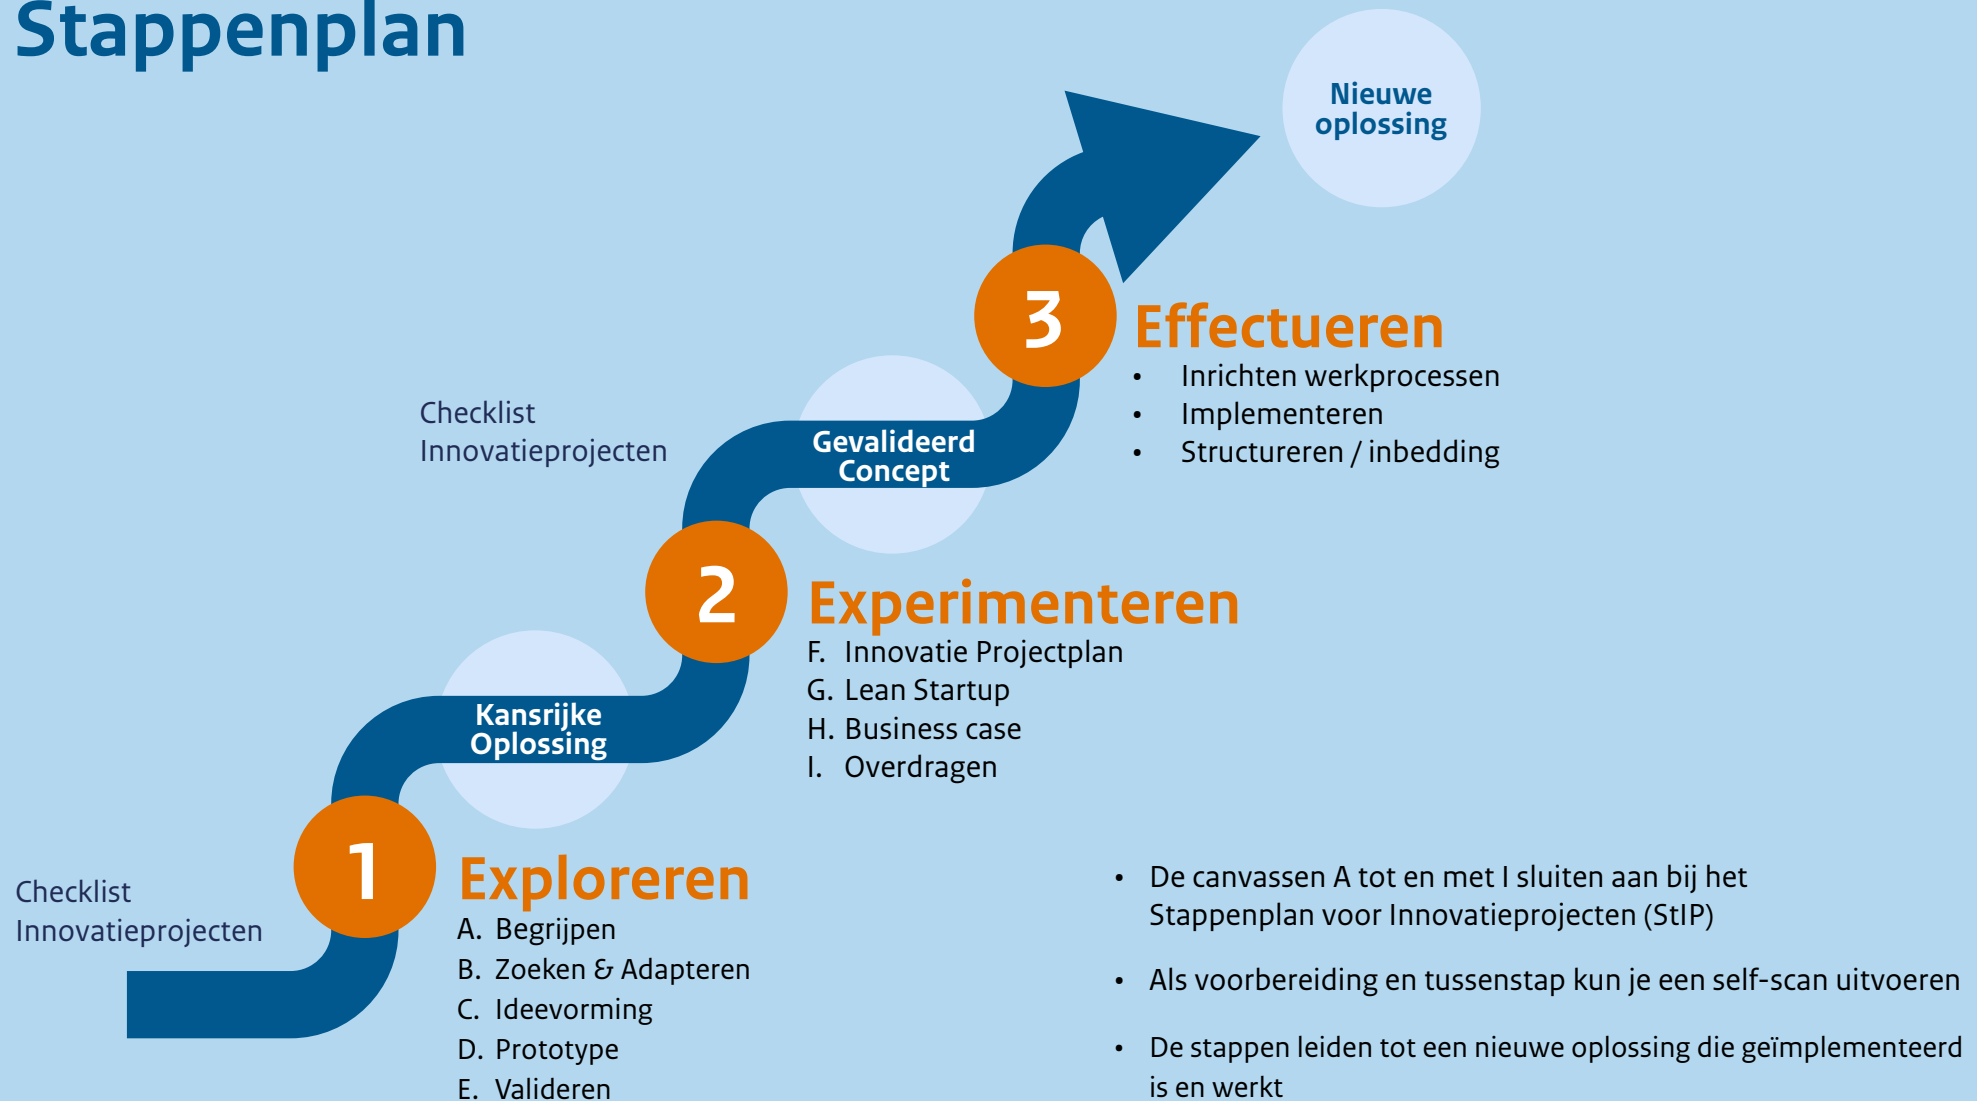 Stappenplan
Nieuwe
oplossing
3
Effectueren
• Inrichten werkprocessen
• Implementeren
• Structureren / inbedding
Checklist
Innovatieprojecten
Gevalideerd
Concept
2
Experimenteren
F. Innovatie Projectplan
G. Lean Startup
H. Business case
I. Overdragen
Kansrijke
Oplossing
1
Exploreren
A. Begrijpen
B. Zoeken & Adapteren
C. Ideevorming
D. Prototype
E. Valideren
Checklist
Innovatieprojecten
• De canvassen A tot en met I sluiten aan bij het
Stappenplan voor Innovatieprojecten (StIP)
• Als voorbereiding en tussenstap kun je een self-scan uitvoeren
• De stappen leiden tot een nieuwe oplossing die geïmplementeerd
is en werkt